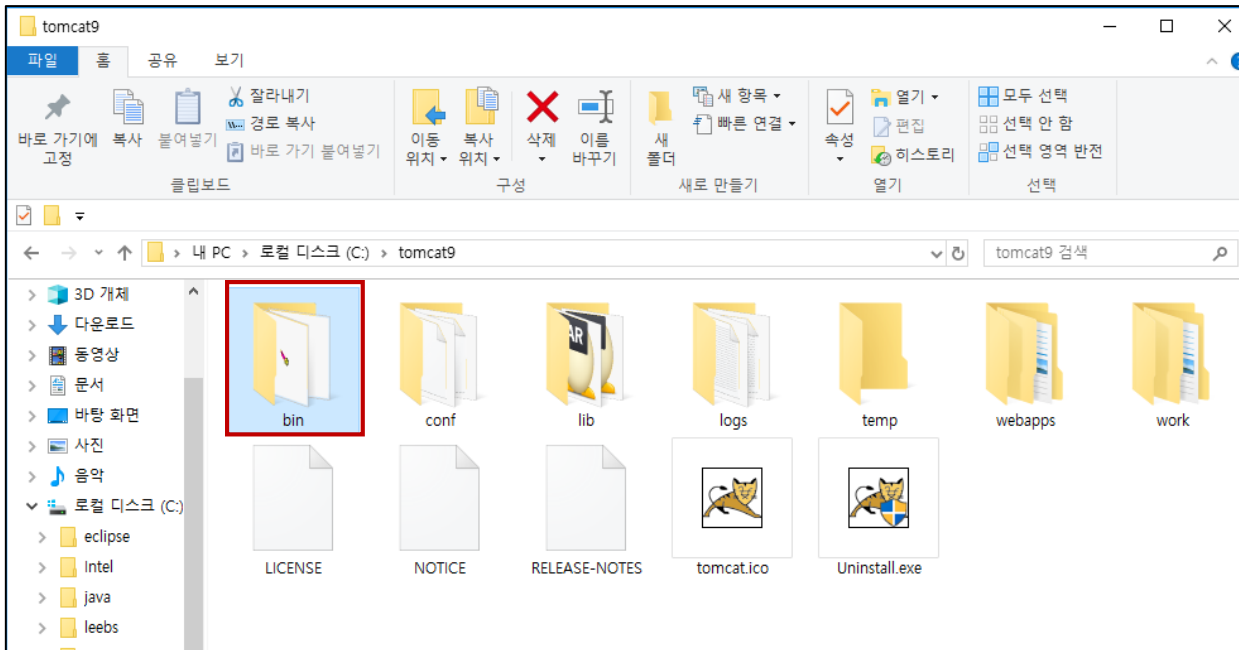 tomcat9
파일 홈 공유 보기
바로 가기에
고정
복사
붙여넣기
잘라내기
경로 복사
바로 가기 붙여넣기
클립보드
이동
위치
복사
위치
삭제
이름
바꾸기
구성
새
폴더
새 항목
빠른 연결
새로 만들기
속성
열기
편집
히스토리
열기
모두 선택
선택 안 함
선택 영역 반전
선택
내 PC > 로컬 디스크 (C:) > tomcat9
tomcat9 검색
3D 개체
다운로드
동영상
문서
바탕 화면
사진
음악
로컬 디스크 (C:)
eclipse
Intel
java
leebs
bin conf lib logs temp webapps work
LICENSE NOTICE RELEASE-NOTES tomcat.ico Uninstall.exe